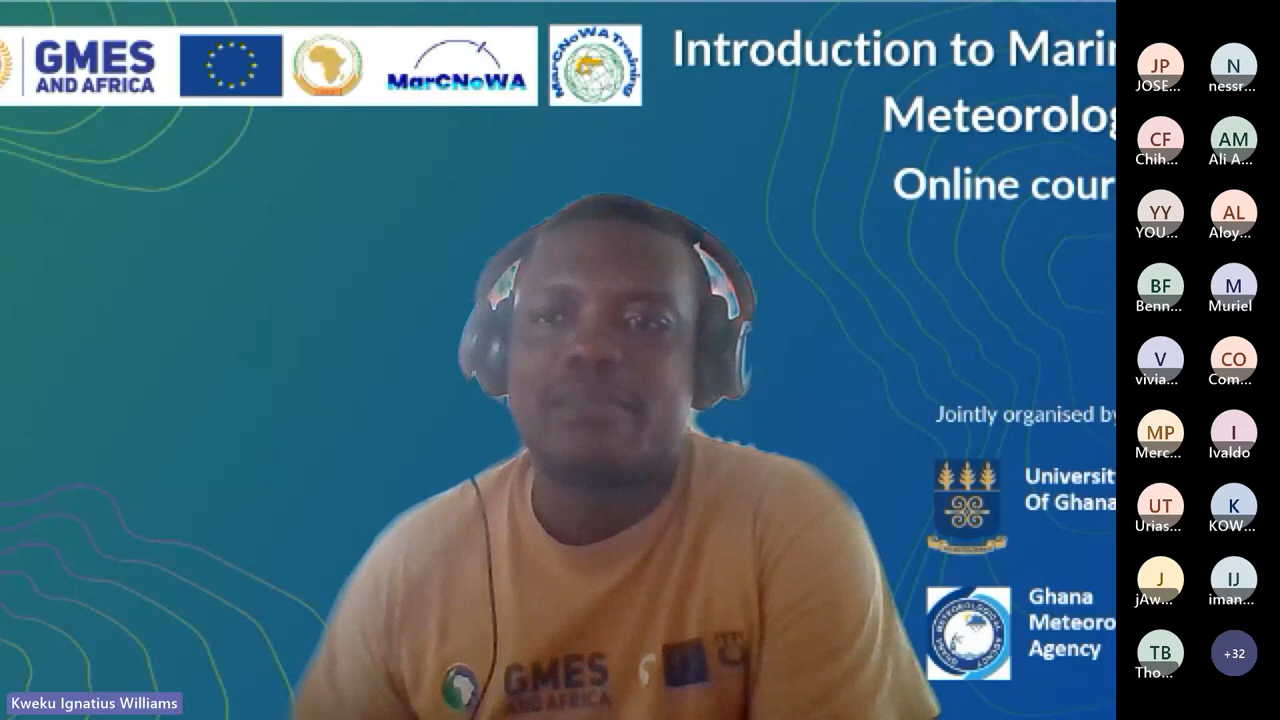 GMES
AND AFRICA
MarCNoWA
MarCNoWA Training
Introduction to Marin
Meteorolog
Online cour
Jointly organised by
Universit
Of Ghana
Ghana
Meteoro
Agency
GMES
AND AFRICA
Kweku Ignatius Williams
JP
JOSE...
N
nessr...
CF
Chih...
AM
Ali A...
YY
YOU...
AL
Aloy...
BF
Benn...
M
Muriel
V
vivia...
CO
Com...
MP
Merc...
I
Ivaldo
UT
Urias...
K
KOW...
J
jAw...
IJ
iman...
TB
Tho...
+32